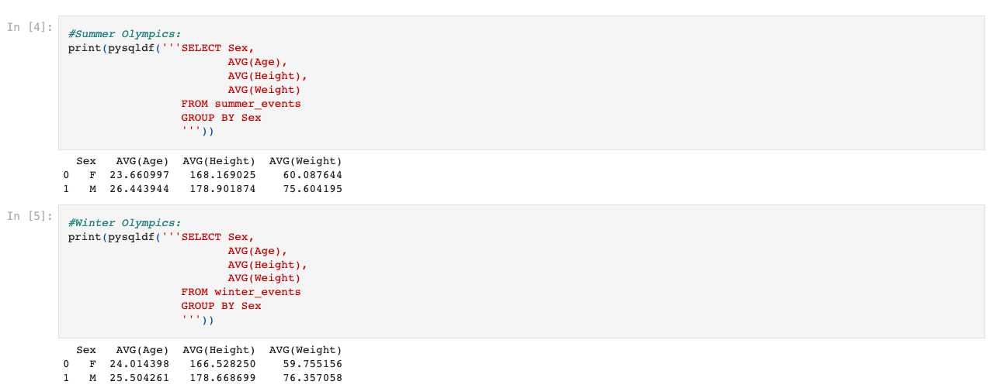 In [4]:
#Summer Olympics:
print(pysqldf('''SELECT Sex,
AVG(Age),
AVG(Height),
AVG(Weight)
FROM summer_events
GROUP BY Sex
'''))
Sex AVG(Age) AVG(Height) AVG(Weight)
0 F 23.660997 168.169025 60.087644
1 M 26.443944 178.901874 75.604195
In [5]:
#Winter Olympics:
print(pysqldf('''SELECT Sex,
AVG(Age),
AVG(Height),
AVG(Weight)
FROM winter_events
GROUP BY Sex
'''))
Sex AVG(Age) AVG(Height) AVG(Weight)
0 F 24.014398 166.528250 59.755156
1 M 25.504261 178.668699 76.357058